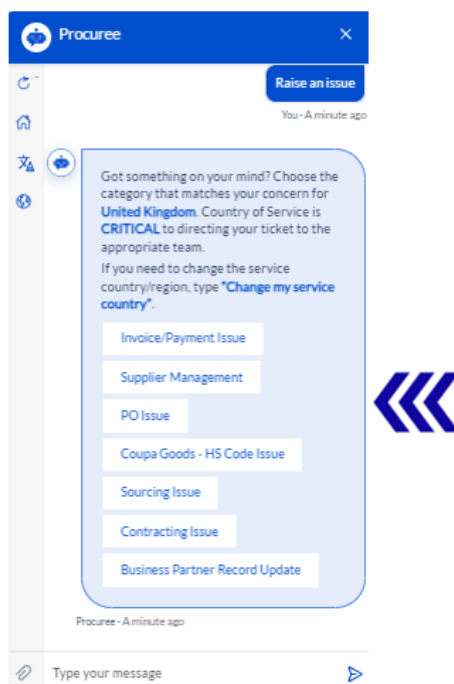 Procuree
Raise an issue
You - A minute ago
Got something on your mind? Choose the
category that matches your concern for
United Kingdom. Country of Service is
CRITICAL to directing your ticket to the
appropriate team.
If you need to change the service
country/region, type "Change my service
country".
Invoice/Payment Issue
Supplier Management
PO Issue
Coupa Goods - HS Code Issue
Sourcing Issue
Contracting Issue
Business Partner Record Update
Procuree - A minute ago
Type your message